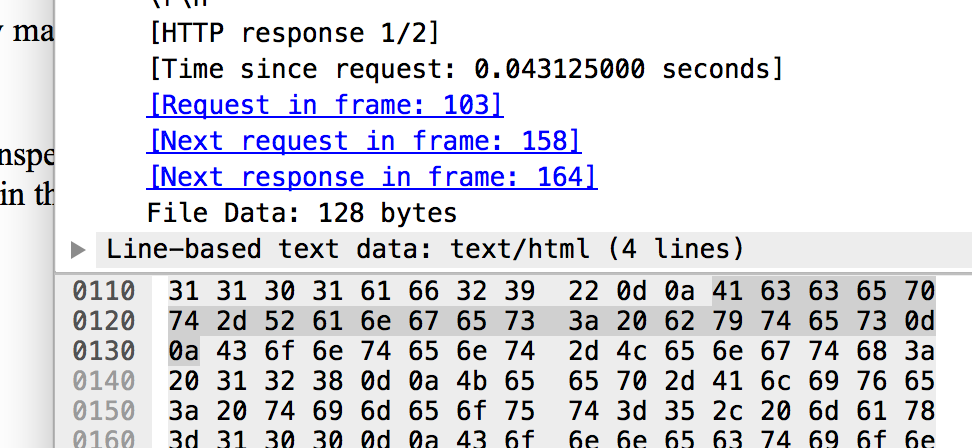 \r\n
y ma
[HTTP response 1/2]
[Time since request: 0.043125000 seconds]
[Request in frame: 103]
[Next request in frame: 158]
nspe
[Next response in frame: 164]
in th
File Data: 128 bytes
Line-based text data: text/html (4 lines)
0110 31 31 30 31 61 66 32 39 22 0d 0a 41 63 63 65 70
0120 74 2d 52 61 6e 67 65 73 3a 20 62 79 74 65 73 0d
0130 0a 43 6f 6e 74 65 6e 74 2d 4c 65 6e 67 74 68 3a
0140 20 31 32 38 0d 0a 4b 65 65 70 2d 41 6c 69 76 65
0150 3a 20 74 69 6d 65 6f 75 74 3d 35 2c 20 6d 61 78
0160 3d 31 30 30 0d 0a 43 6f 6e 6e 65 63 74 69 6f 6e